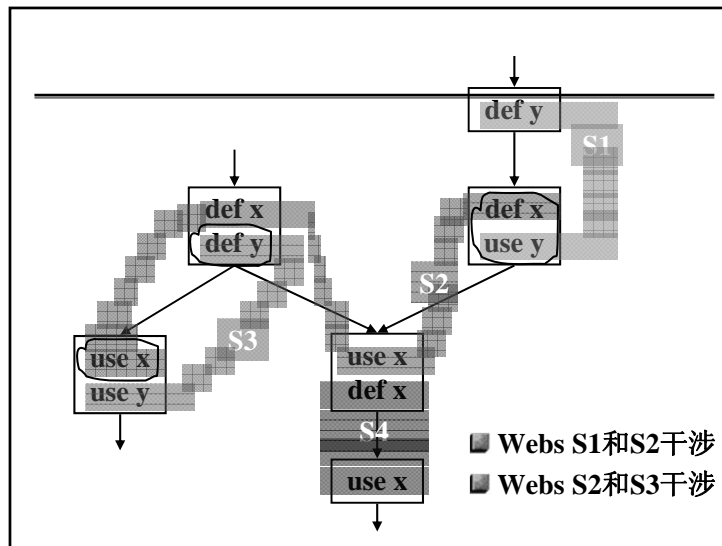 def y
S1
def x
def y
def x
use y
S2
S3
use x
use y
use x
def x
S4
use x
Webs S1和S2干涉
Webs S2和S3干涉